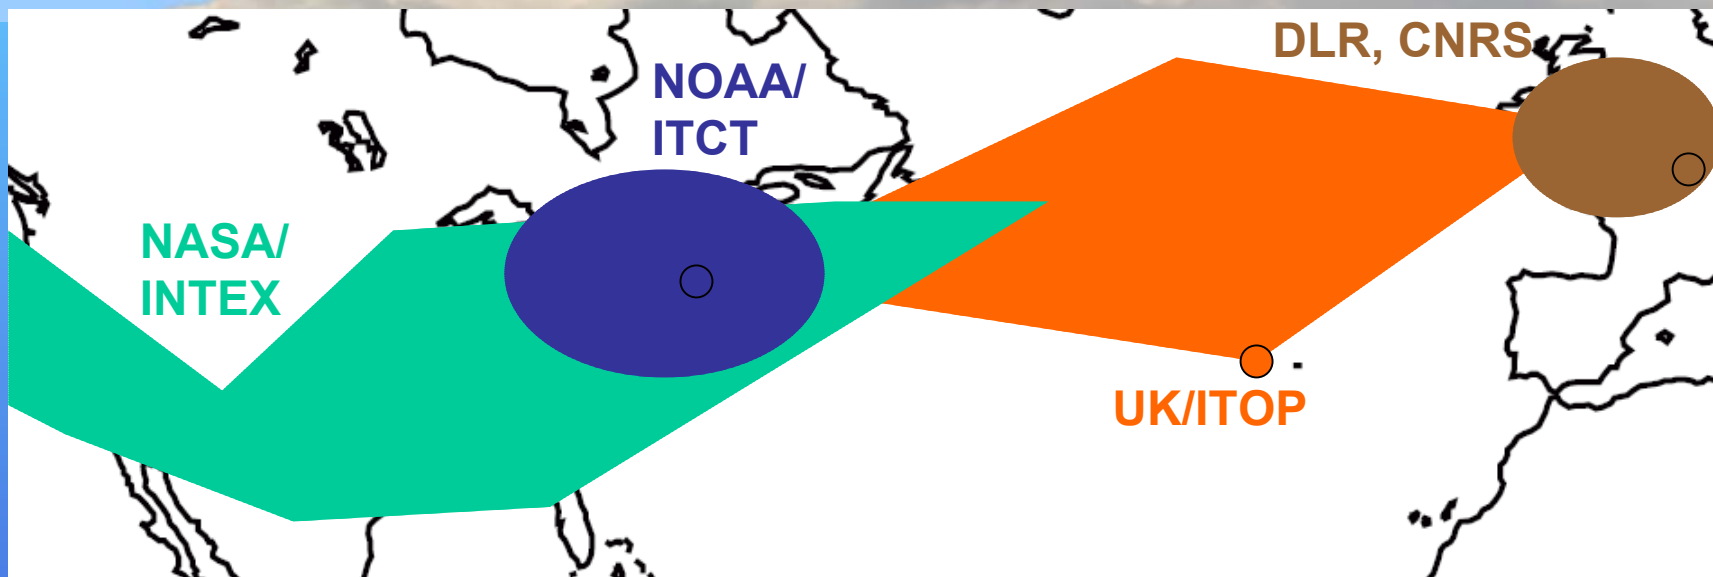 DLR, CNRS
NOAA/
ITCT
NASA/
INTEX
UK/ITOP